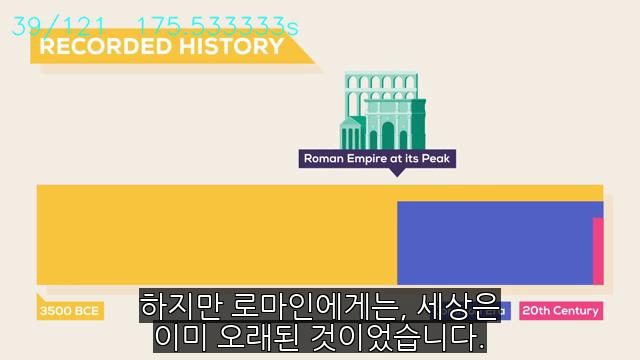 39/121 175.533333s
RECORDED HISTORY
Roman Empire at its Peak
3500 BCE
20th Century
하지만 로마인에게는, 세상은
이미 오래된 것이었습니다.